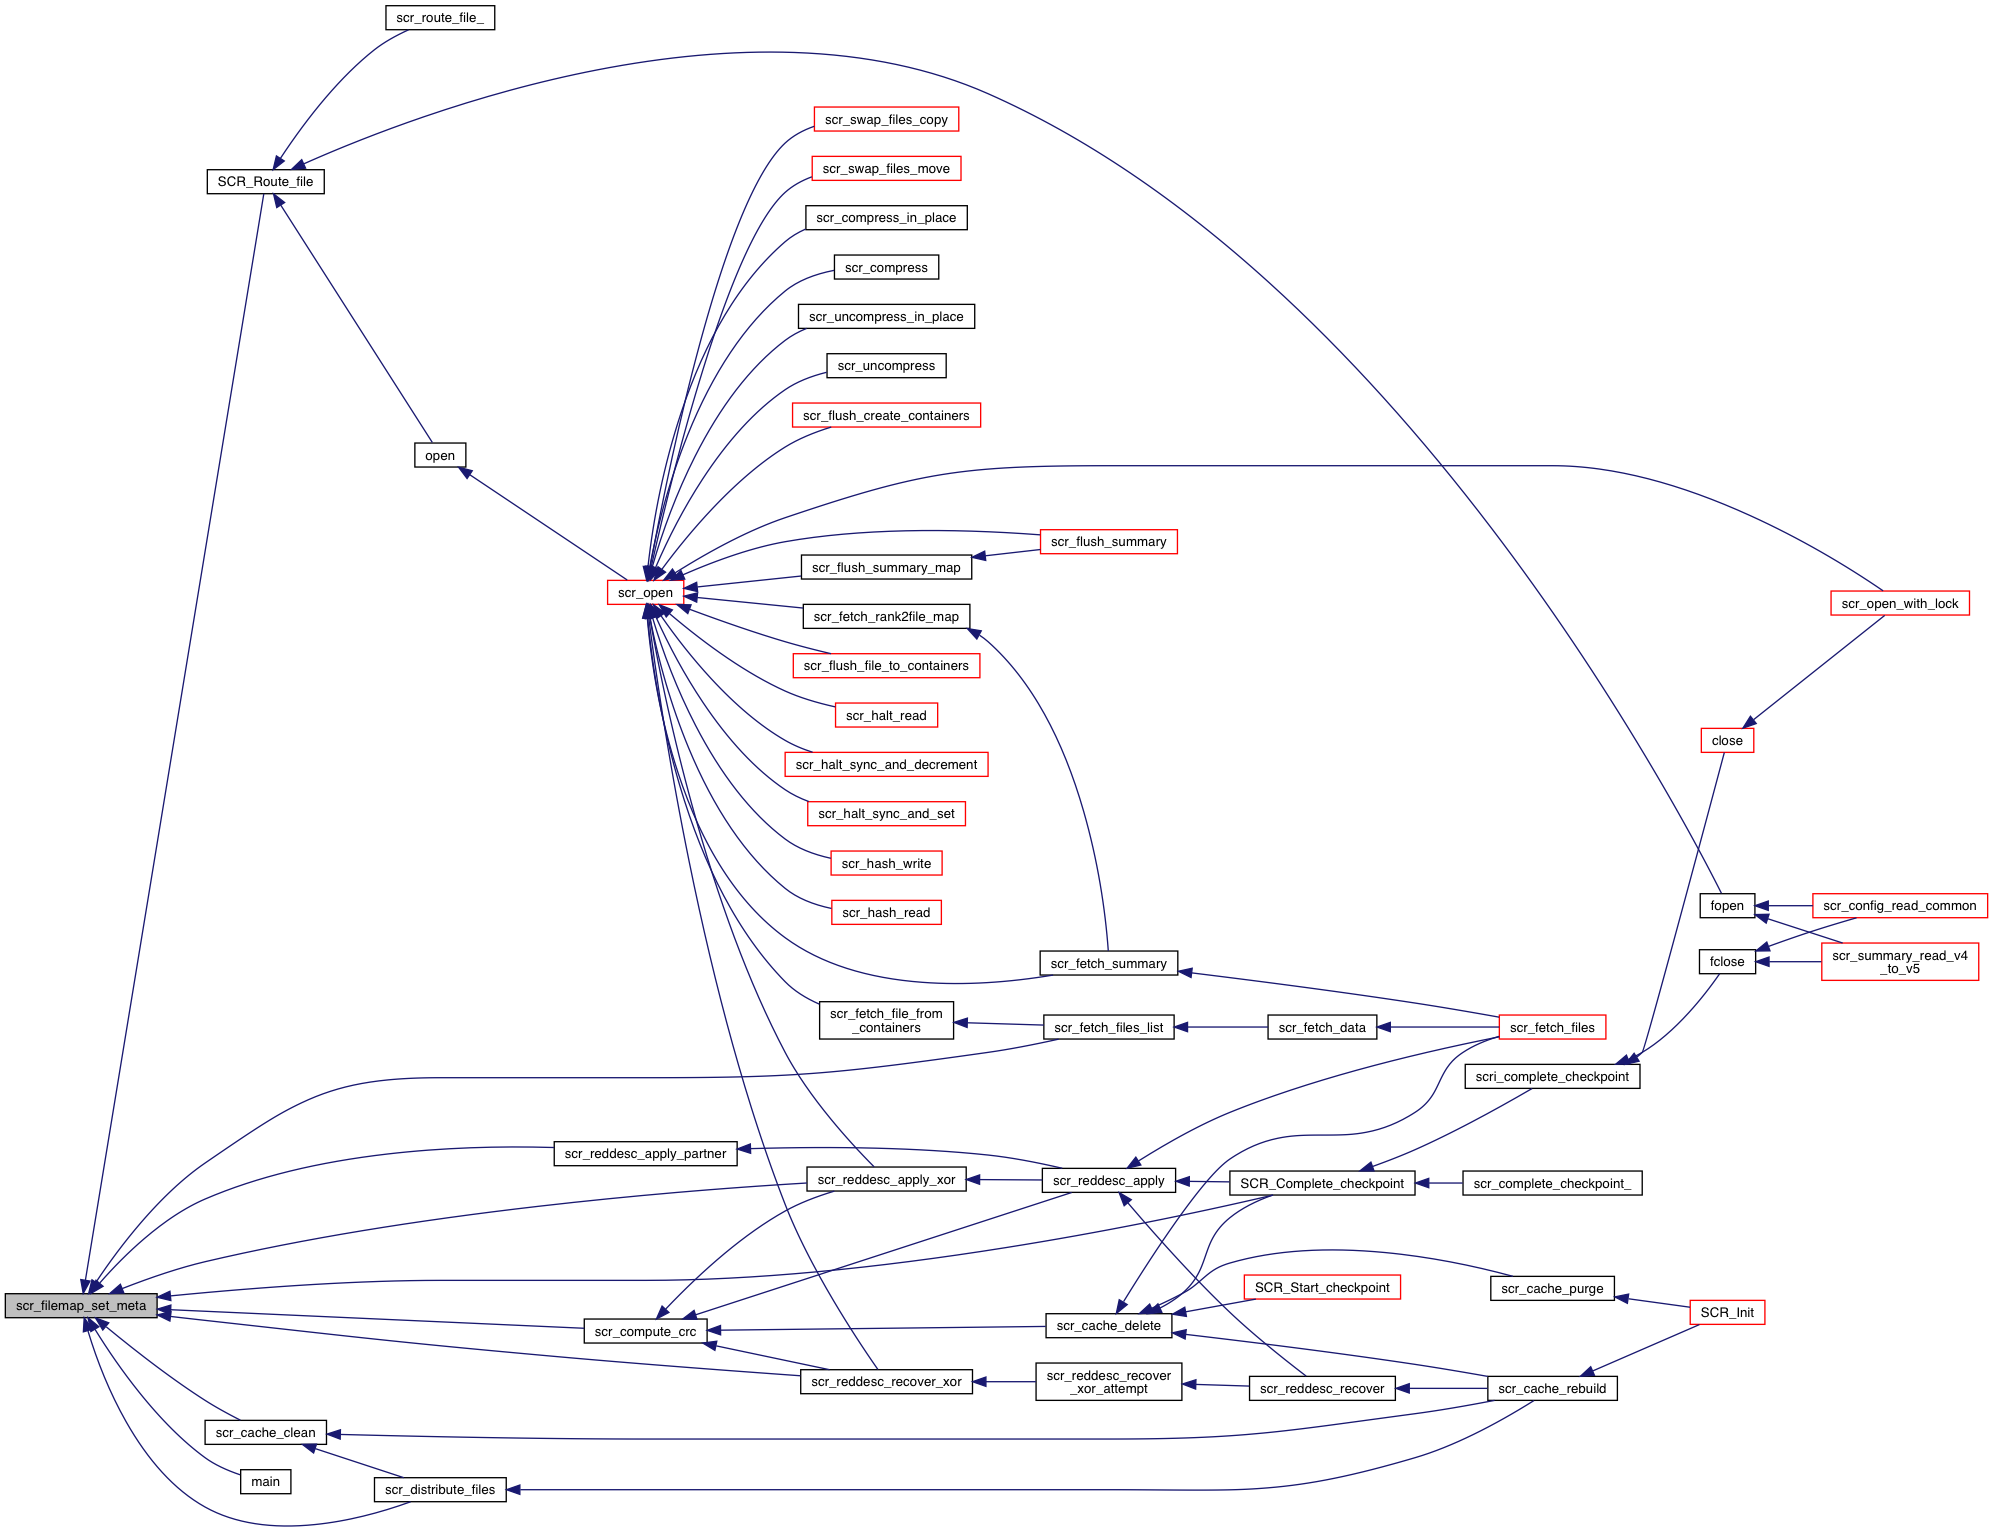 scr_route_file_
scr_swap_files_copy
scr_swap_files_move
SCR_Route_file
scr_compress_in_place
scr_compress
scr_uncompress_in_place
scr_uncompress
scr_flush_create_containers
open
scr_flush_summary
scr_flush_summary_map
scr_open
scr_open_with_lock
scr_fetch_rank2file_map
scr_flush_file_to_containers
scr_halt_read
close
scr_halt_sync_and_decrement
scr_halt_sync_and_set
scr_hash_write
fopen
scr_config_read_common
scr_hash_read
scr_fetch_summary
fclose
scr_summary_read_v4
_to_v5
scr_fetch_file_from
_containers
scr_fetch_files_list
scr_fetch_data
scr_fetch_files
scri_complete_checkpoint
scr_reddesc_apply_partner
scr_reddesc_apply_xor
scr_reddesc_apply
SCR_Complete_checkpoint
scr_complete_checkpoint_
SCR_Start_checkpoint
scr_cache_purge
scr_filemap_set_meta
SCR_Init
scr_compute_crc
scr_cache_delete
scr_reddesc_recover_xor
scr_reddesc_recover
_xor_attempt
scr_reddesc_recover
scr_cache_rebuild
scr_cache_clean
main
scr_distribute_files